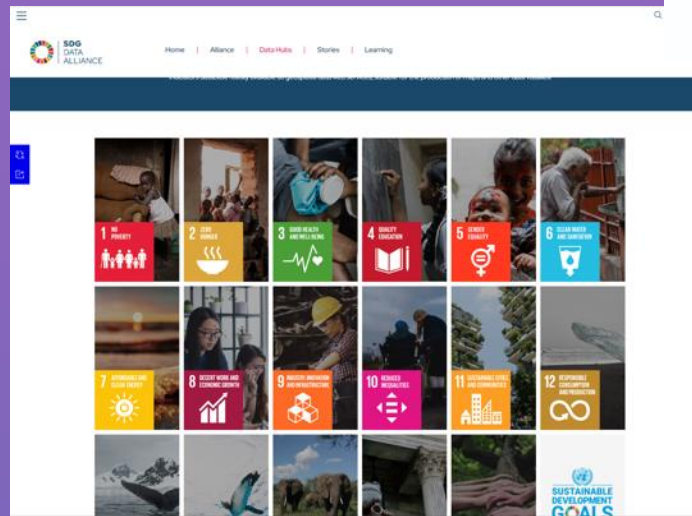 SDG
DATA
ALLIANCE
Home | Alliance | Data Hubs | Stories | Learning
1 NO
POVERTY
2 ZERO
HUNGER
3 GOOD HEALTH
AND WELL-BEING
4 QUALITY
EDUCATION
5 GENDER
EQUALITY
6 CLEAN WATER
AND SANITATION
7 AFFORDABLE AND
CLEAN ENERGY
8 DECENT WORK AND
ECONOMIC GROWTH
9 INDUSTRY, INNOVATION
AND INFRASTRUCTURE
10 REDUCED
INEQUALITIES
11 SUSTAINABLE CITIES
AND COMMUNITIES
12 RESPONSIBLE
CONSUMPTION
AND PRODUCTION
SUSTAINABLE
DEVELOPMENT
GOALS